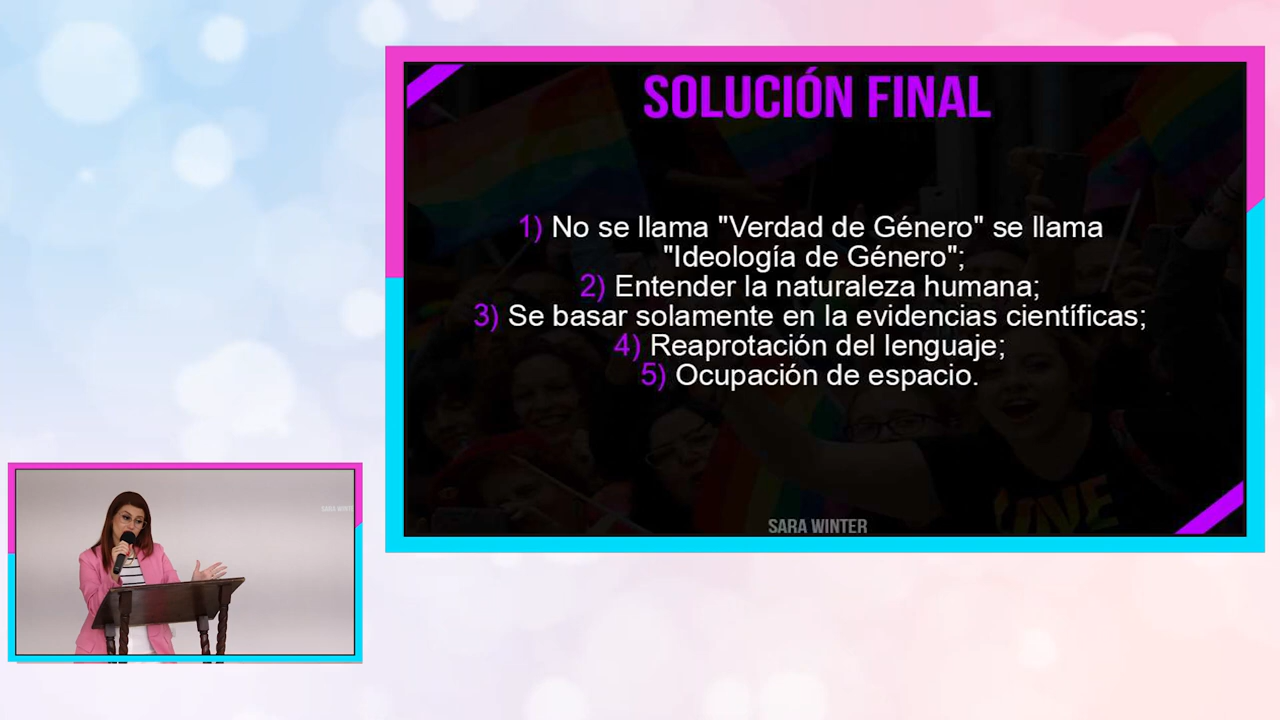 SOLUCIÓN FINAL
1) No se llama "Verdad de Género" se llama
"Ideología de Género";
2) Entender la naturaleza humana;
3) Se basar solamente en la evidencias científicas;
4) Reaprotación del lenguaje;
5) Ocupación de espacio.
SARA WINTER